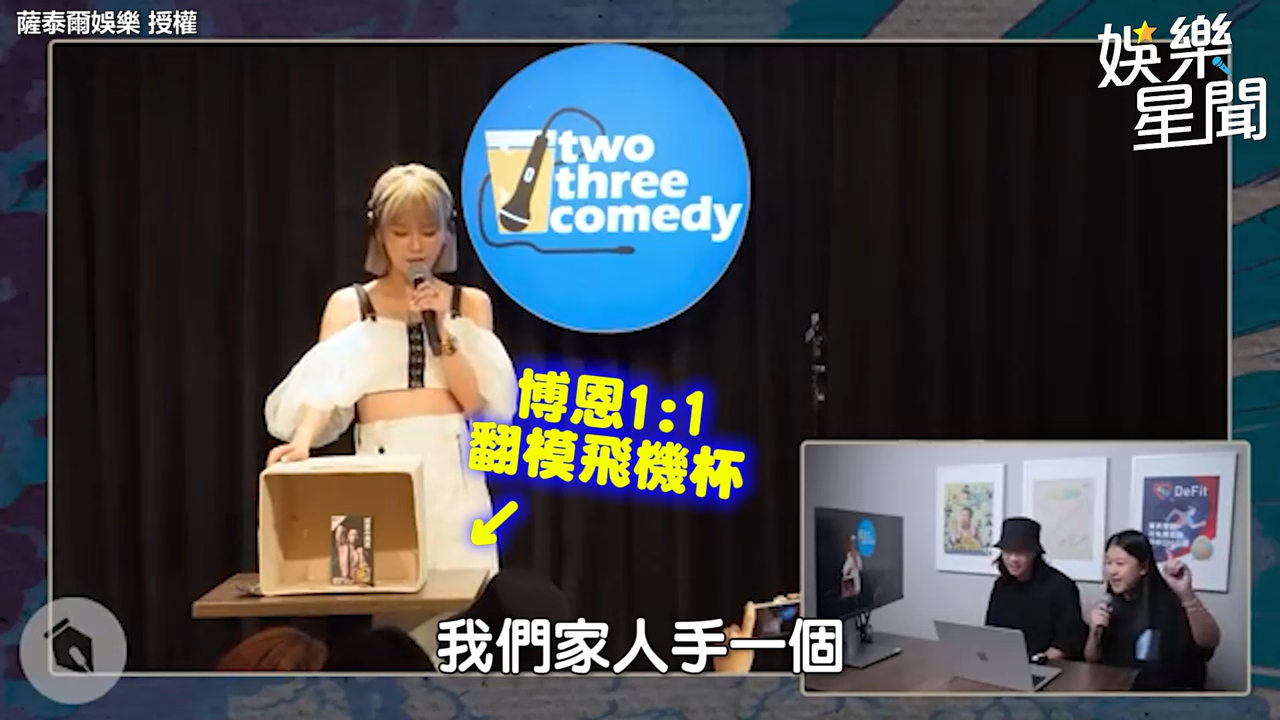 薩泰爾娛樂 授權
娛樂
星聞
two
three
comedy
博恩1:1
翻模飛機杯
DeFit
我們家人手一個